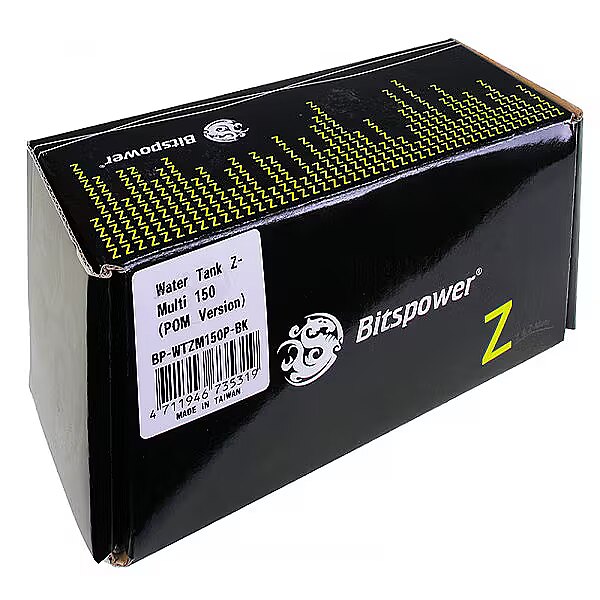 Bitspower
Water Tank Z-
Multi 150
(POM Version)
BP-WTZM150P-BK
4 711946 735319
MADE IN TAIWAN
Bitspower®
Z